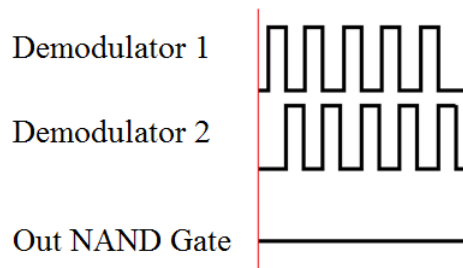 Demodulator 1
Demodulator 2
Out NAND Gate